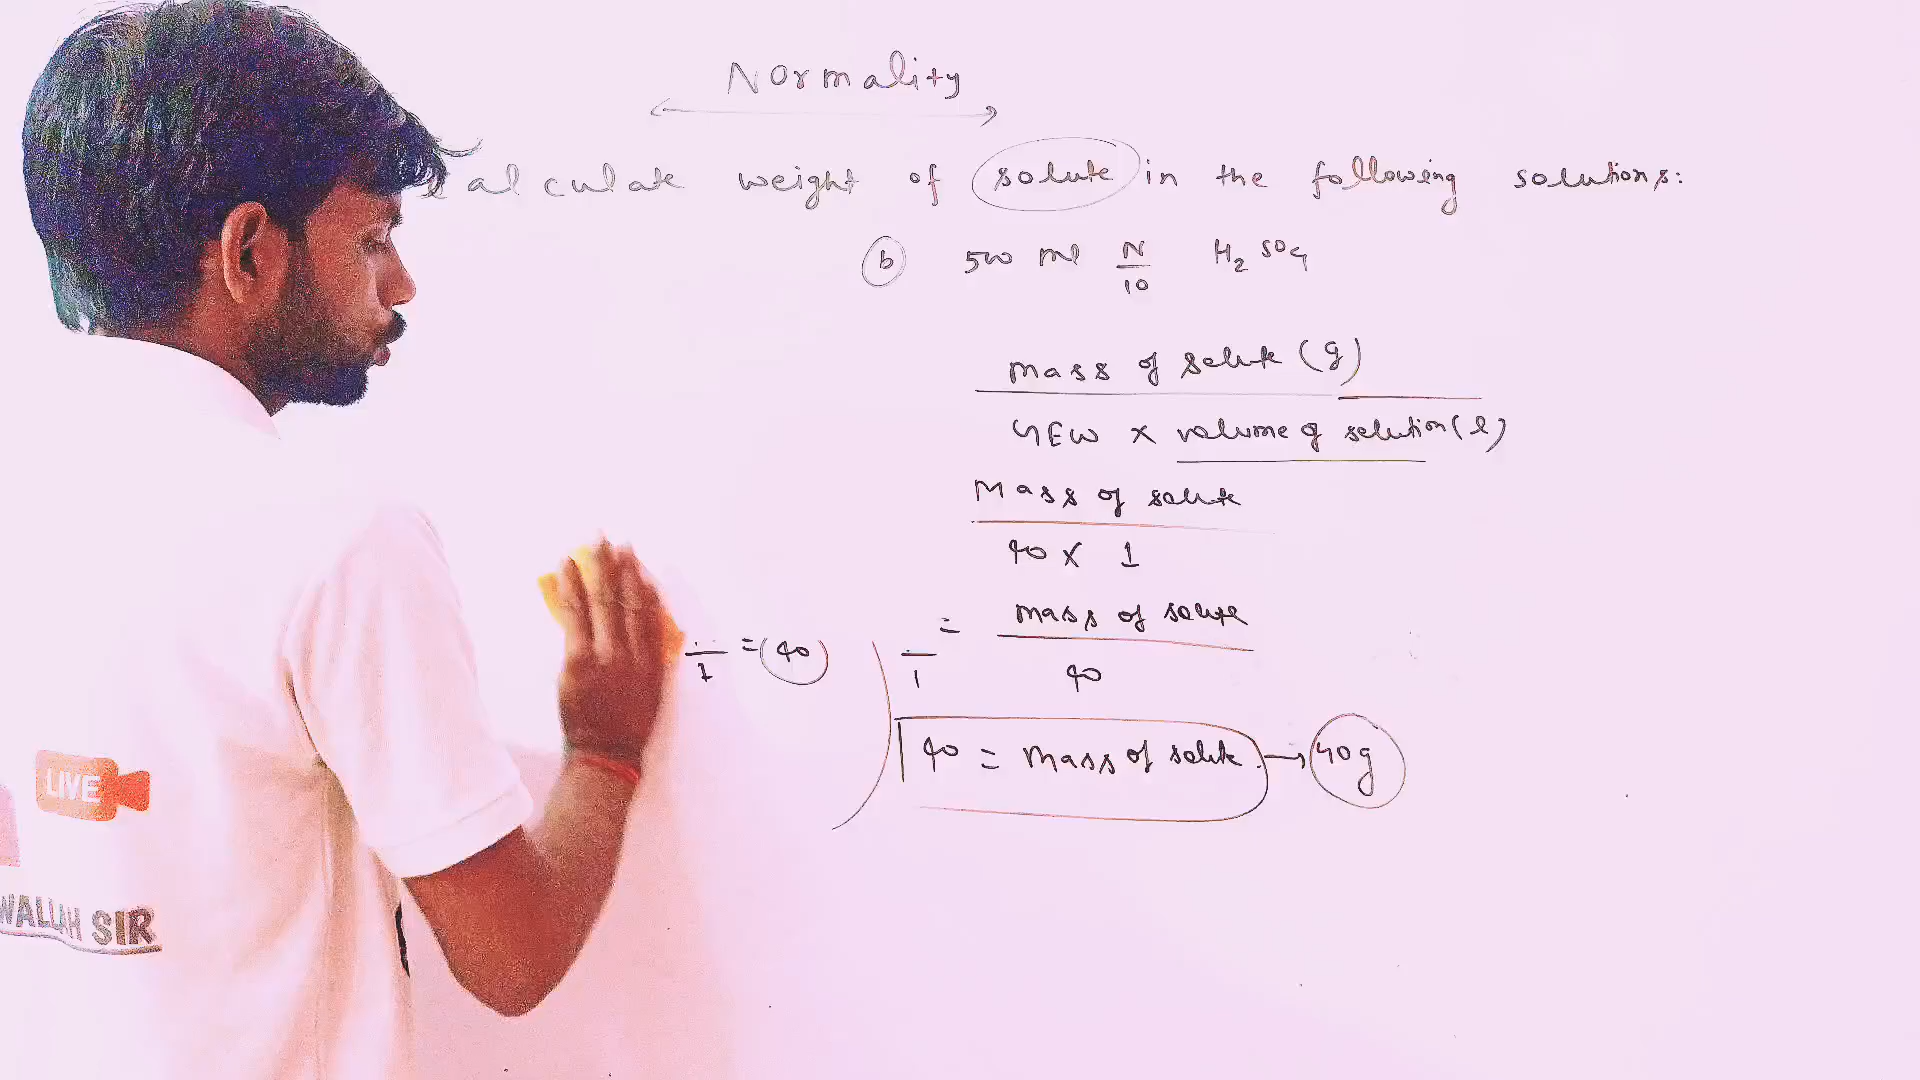 Normality
calculate weight of solute in the following solutions:
b 500 ml N/10 H2SO4
mass of solute (g)
GEW × volume of solution (l)
Mass of solute
40 × 1
= mass of solute
1 = 40
1
40
40 = mass of solute → 40g
LIVE
WALLAH SIR